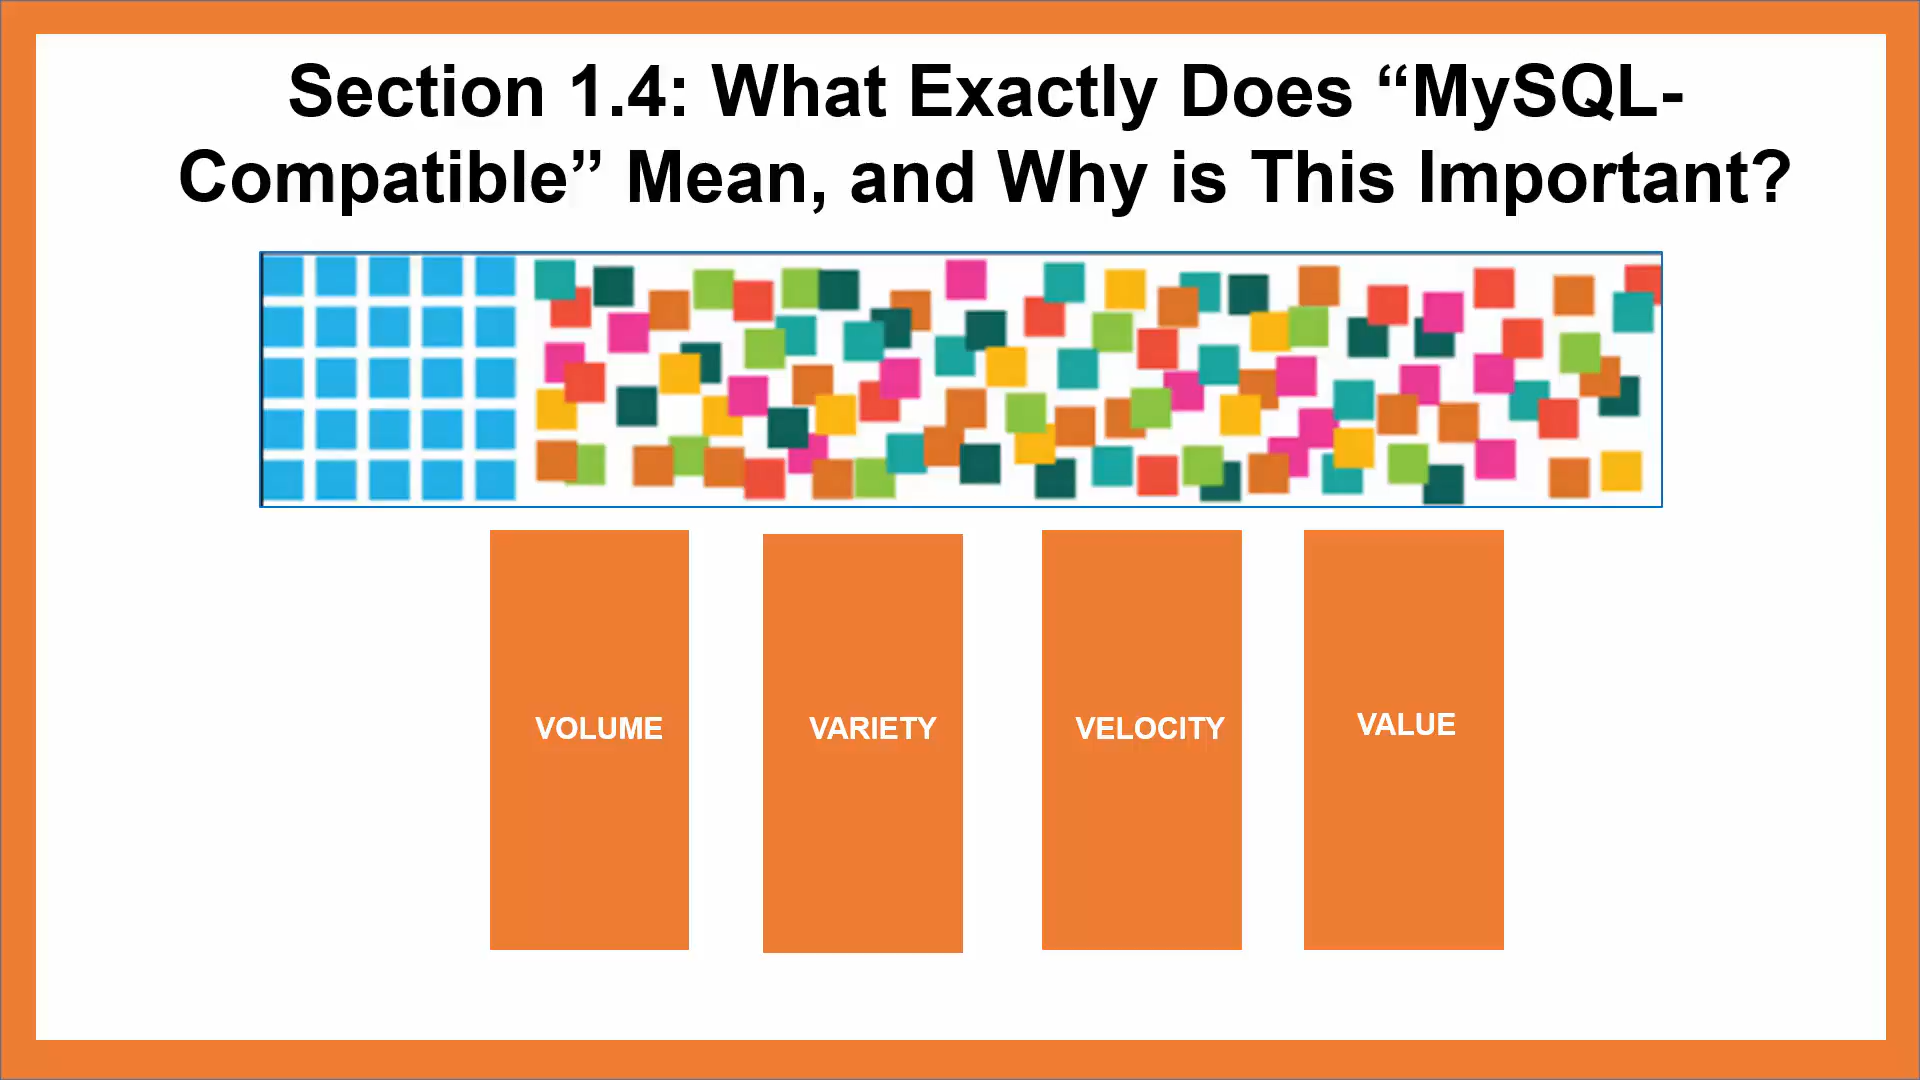 Section 1.4: What Exactly Does “MySQL-
Compatible” Mean, and Why is This Important?
VOLUME
VARIETY
VELOCITY
VALUE